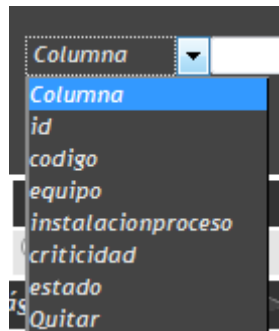 Columna
Columna
id
codigo
equipo
instalacionproceso
criticidad
estado
Quitar